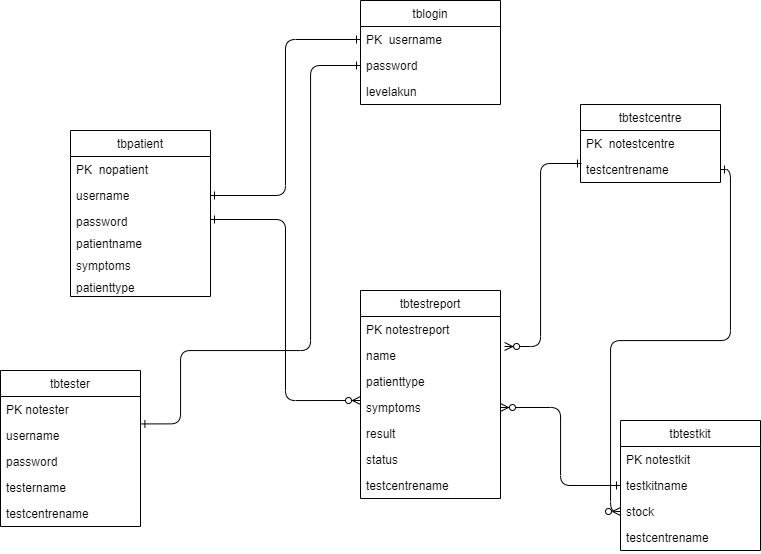 tblogin
PK username
password
levelakun
tbtestcentre
PK notestcentre
testcentrename
tbpatient
PK nopatient
username
password
patientname
symptoms
patienttype
tbtestreport
PK notestreport
name
patienttype
symptoms
result
status
testcentrename
tbtester
PK notester
username
password
testername
testcentrename
tbtestkit
PK notestkit
testkitname
stock
testcentrename